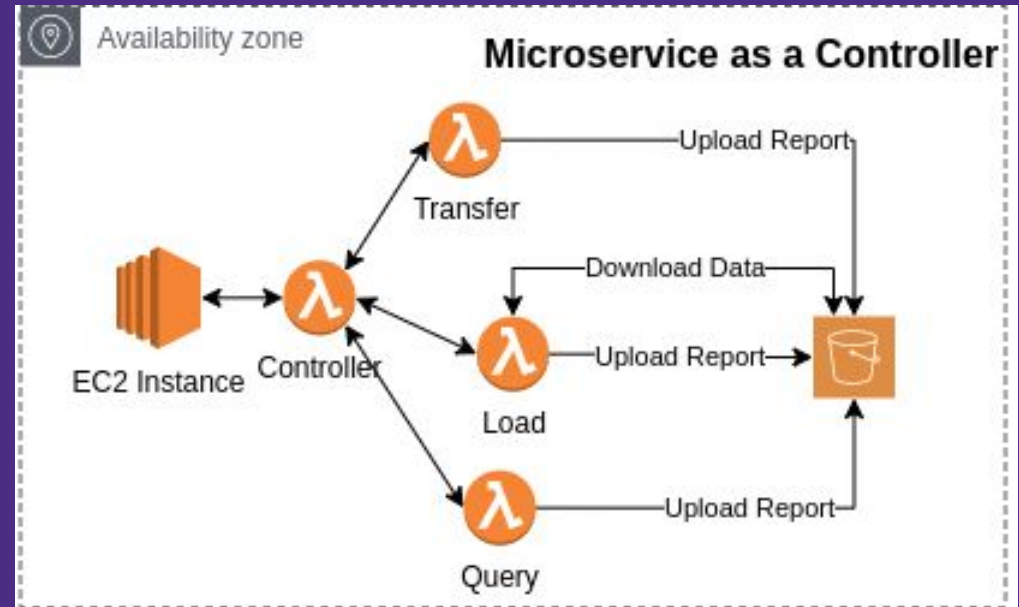 Availability zone
Microservice as a Controller
λ
Upload Report
Transfer
Download Data
λ
EC2 Instance
Controller
λ
Upload Report
Load
λ
Upload Report
Query